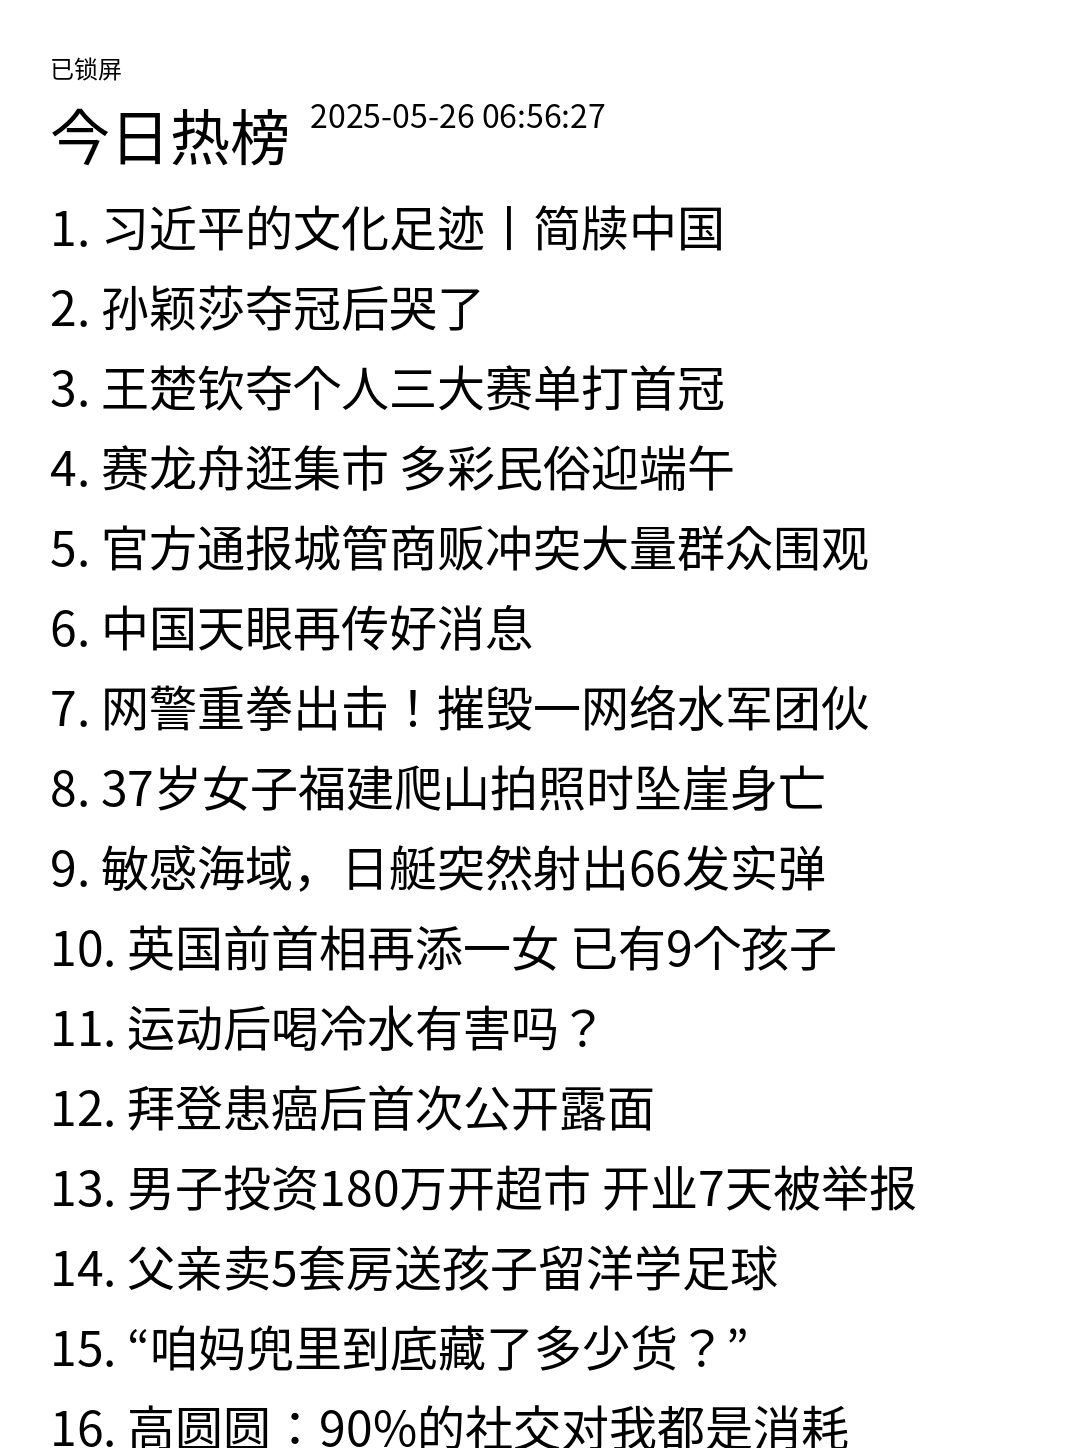 已锁屏
今日热榜 2025-05-26 06:56:27
1. 习近平的文化足迹丨简牍中国
2. 孙颖莎夺冠后哭了
3. 王楚钦夺个人三大赛单打首冠
4. 赛龙舟逛集市 多彩民俗迎端午
5. 官方通报城管商贩冲突大量群众围观
6. 中国天眼再传好消息
7. 网警重拳出击！摧毁一网络水军团伙
8. 37岁女子福建爬山拍照时坠崖身亡
9. 敏感海域，日艇突然射出66发实弹
10. 英国前首相再添一女 已有9个孩子
11. 运动后喝冷水有害吗？
12. 拜登患癌后首次公开露面
13. 男子投资180万开超市 开业7天被举报
14. 父亲卖5套房送孩子留洋学足球
15. “咱妈兜里到底藏了多少货？”
16. 高圆圆：90%的社交对我都是消耗